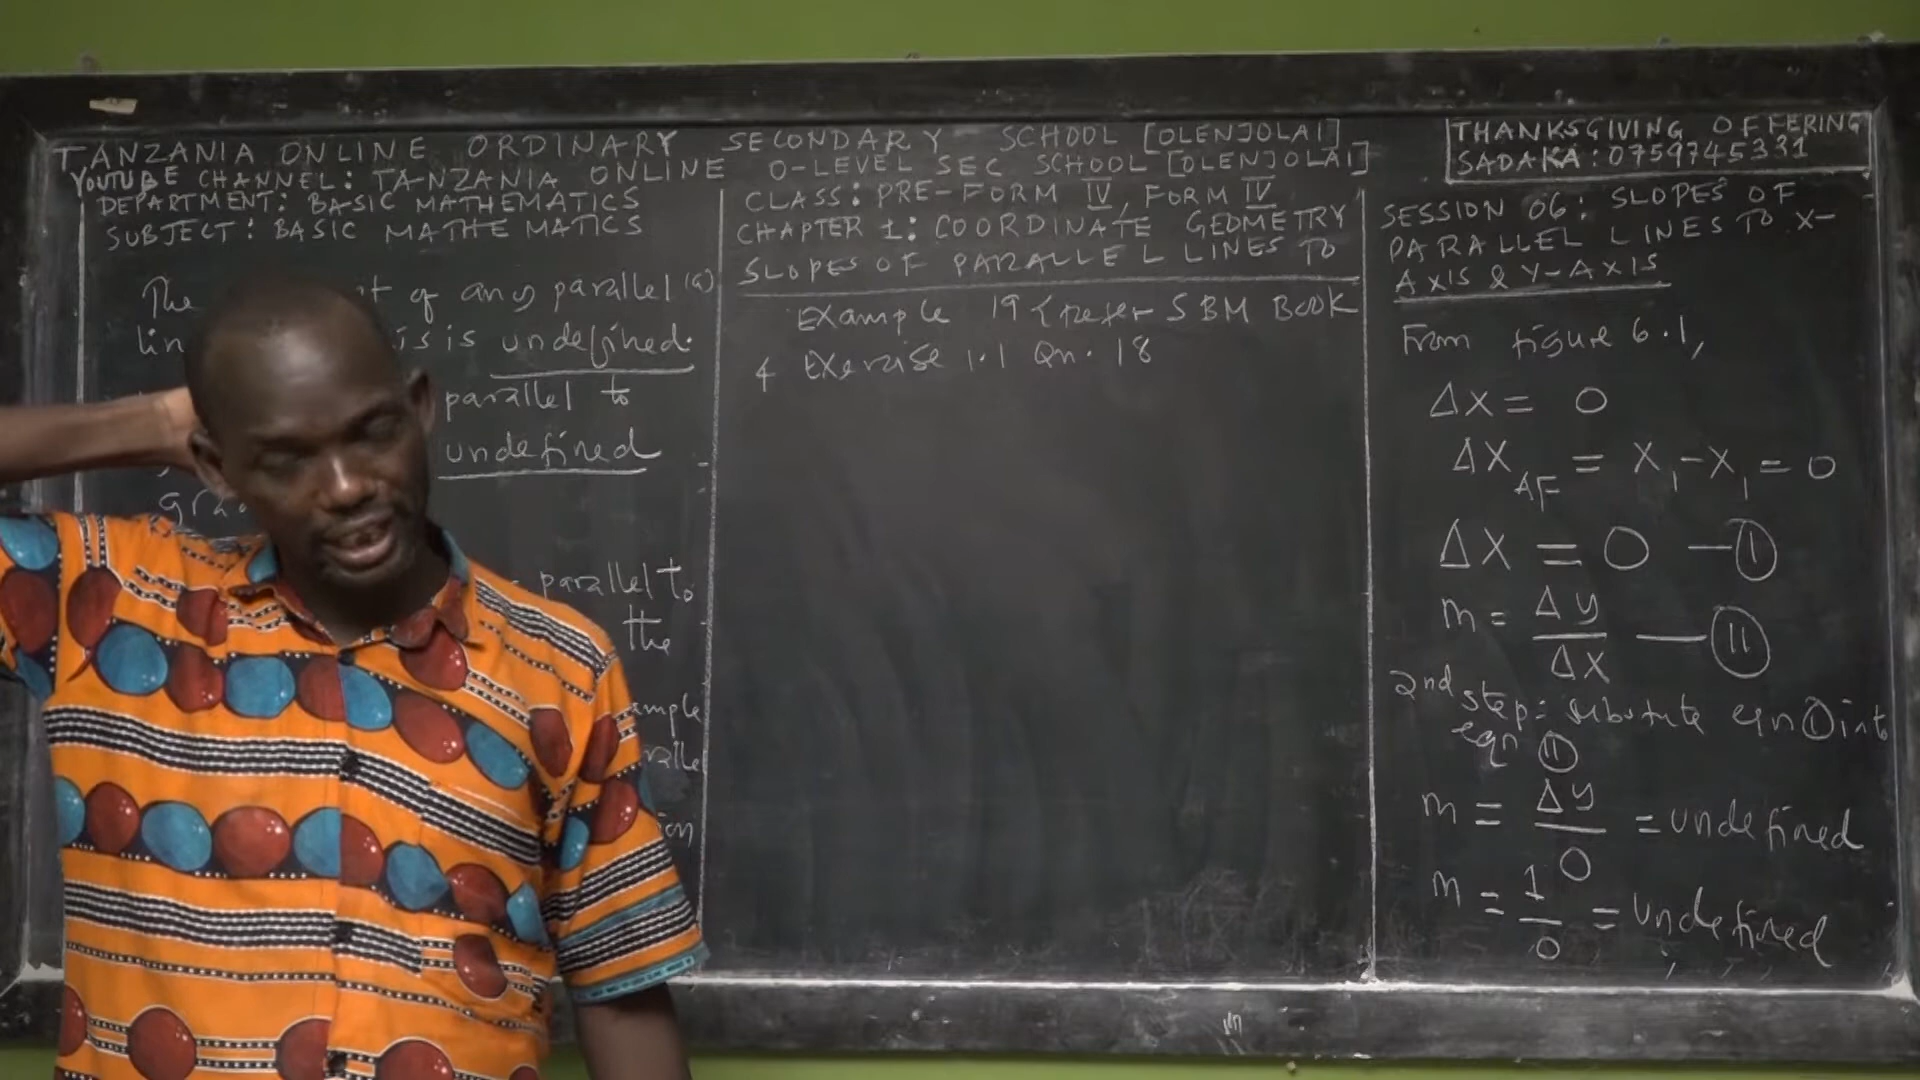 TANZANIA ONLINE ORDINARY SECONDARY SCHOOL [OLENJOLAI]
YOUTUBE CHANNEL: TANZANIA ONLINE O-LEVEL SEC SCHOOL [OLENJOLAI]
DEPARTMENT: BASIC MATHEMATICS
SUBJECT: BASIC MATHEMATICS
The of any parallel
is undefined.
parallel to
undefined
parallel to
the
CLASS: PRE-FORM IV, FORM IV
CHAPTER 1: COORDINATE GEOMETRY
SLOPES OF PARALLEL LINES TO
Example 19 { refer SBM Book
4 Exercise 1.1 Qn. 18
THANKSGIVING OFFERING
SADAKA: 0759745331
SESSION 06: SLOPES OF
PARALLEL LINES TO X-
AXIS & Y-AXIS
From figure 6.1,
ΔX = 0
ΔX AF = X₁ - X₁ = 0
ΔX = 0 — (I)
m = Δy/ΔX — (II)
2nd step: substute eqn (I) into
eqn (II)
m = Δy/0 = undefined
m = 1/0 = undefined